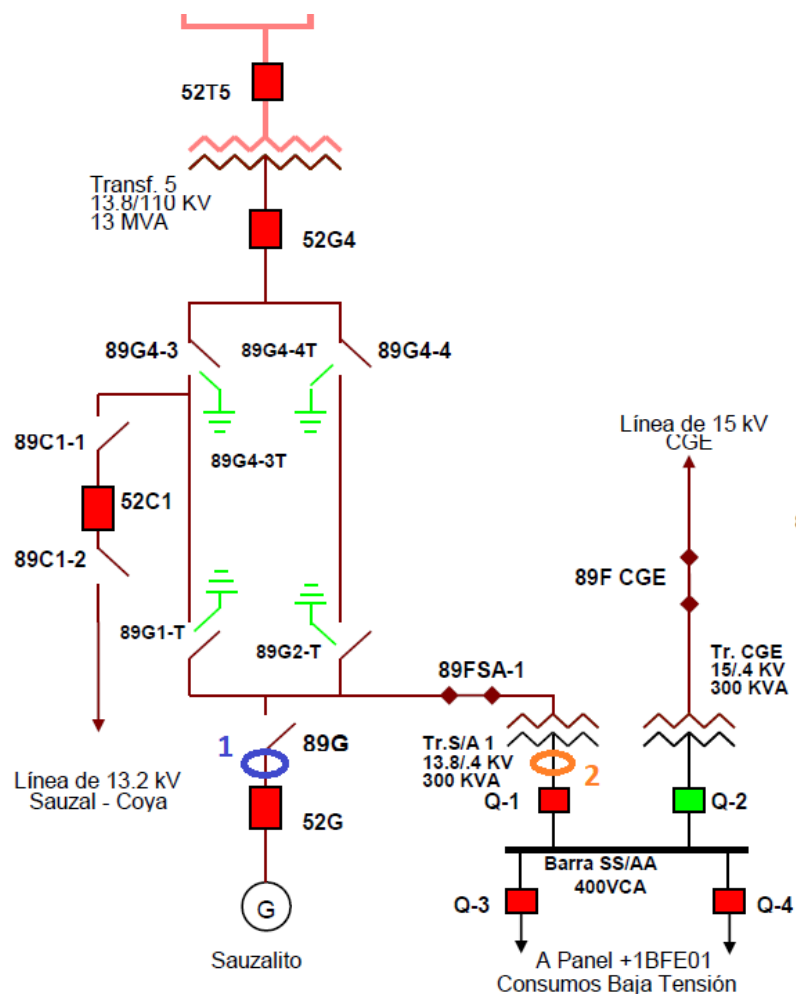 52T5
Transf. 5
13.8/110 KV
13 MVA
52G4
89G4-3
89G4-4T
89G4-4
Línea de 15 kV
CGE
89C1-1
89G4-3T
52C1
89F CGE
89C1-2
89G1-T
89G2-T
Tr. CGE
15/.4 KV
300 KVA
89FSA-1
1
89G
Tr.S/A 1
13.8/.4 KV
300 KVA
2
Línea de 13.2 kV
Sauzal - Coya
52G
Q-1
Q-2
Barra SS/AA
400VCA
Q-3
Q-4
G
Sauzalito
A Panel +1BFE01
Consumos Baja Tensión